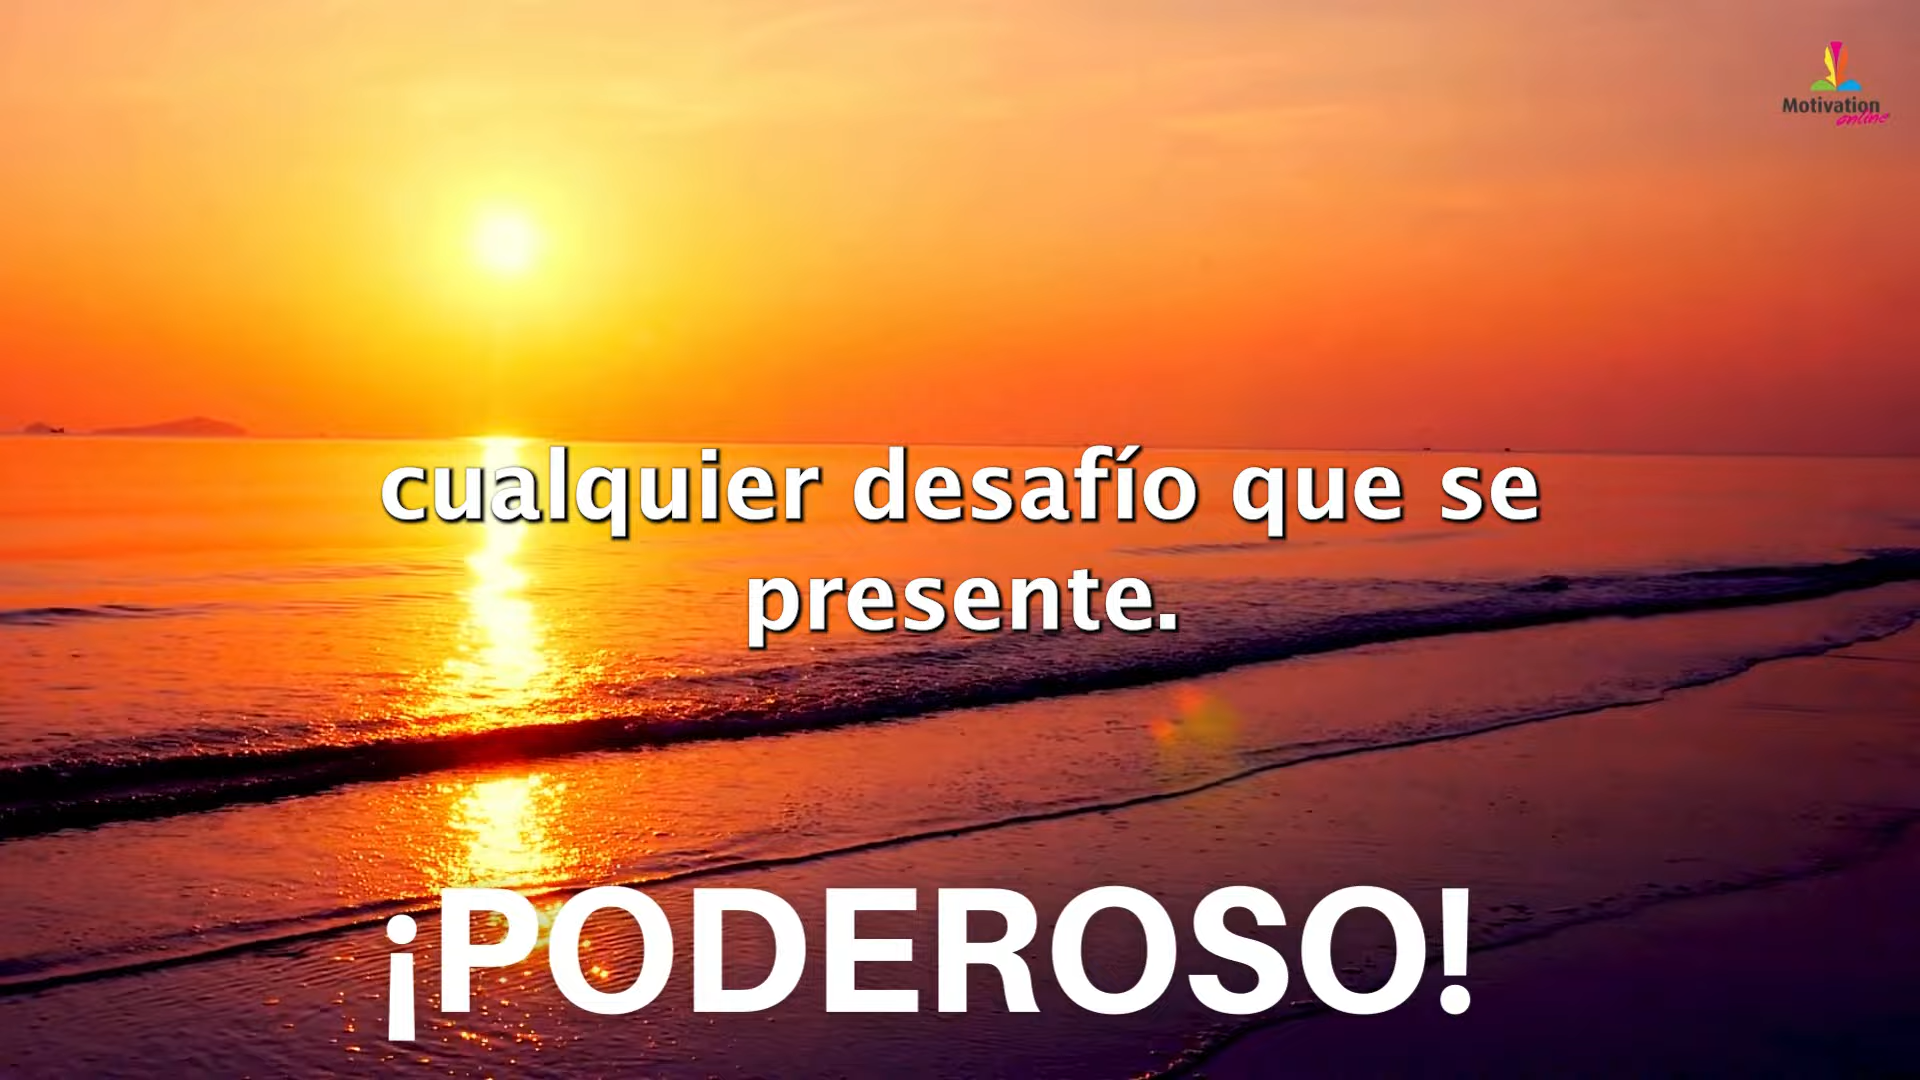 Motivation
online
cualquier desafío que se
presente.
¡PODEROSO!